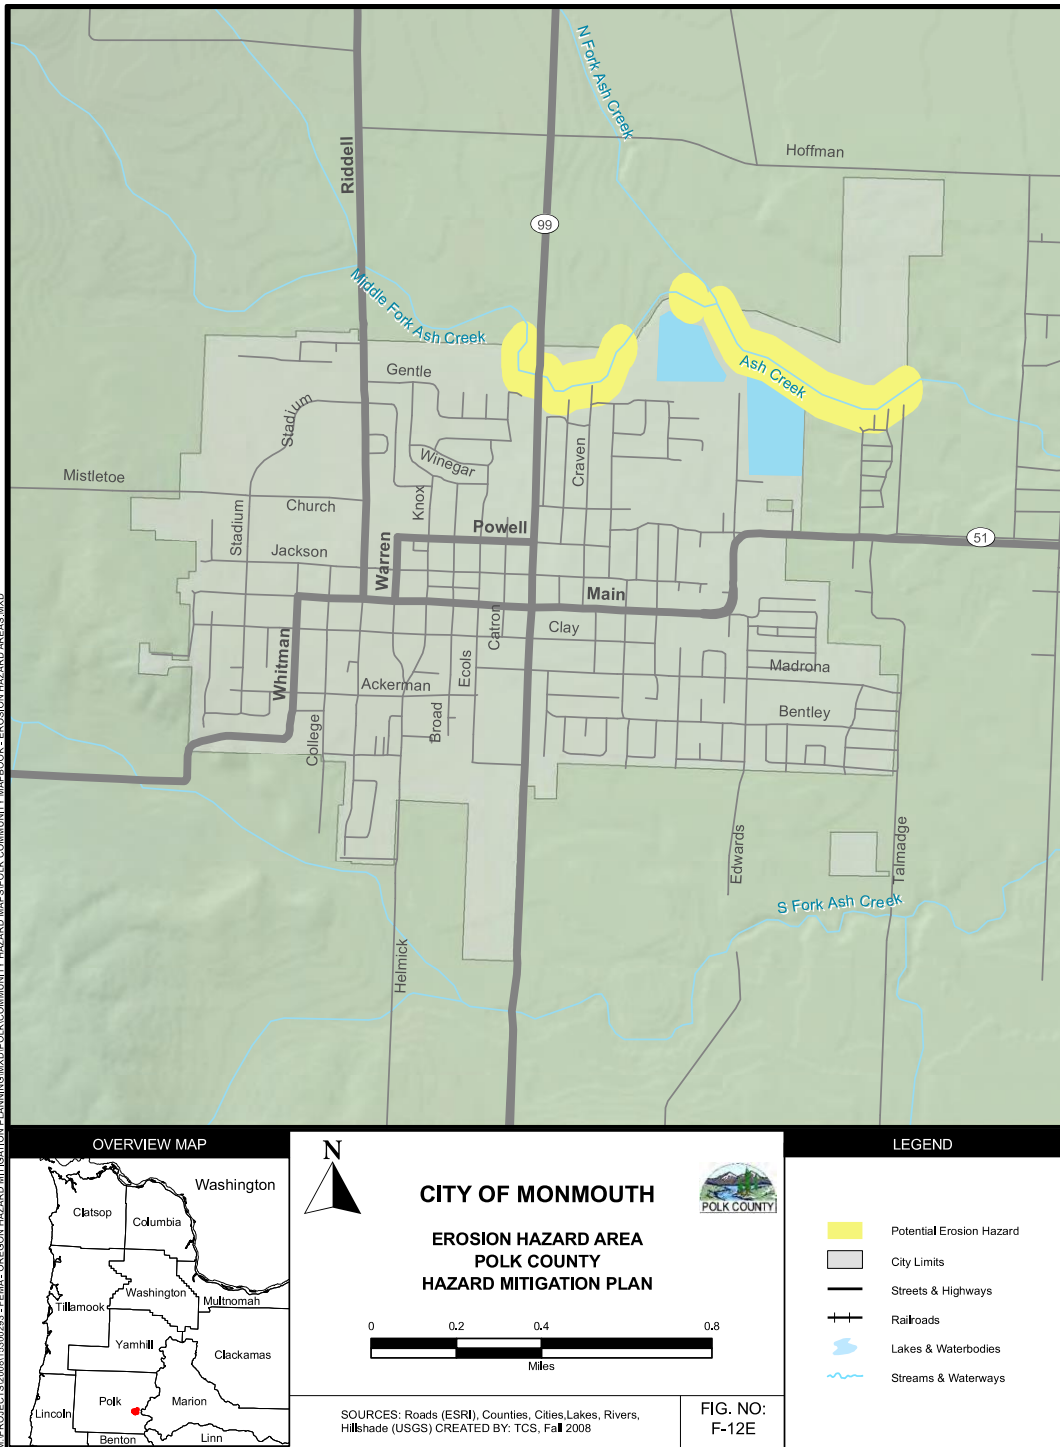 N Fork Ash Creek
Hoffman
Riddell
99
Middle Fork Ash Creek
Ash Creek
Gentle
Stadium
Winegar
Craven
Mistletoe
Church
Knox
Stadium
Powell
51
Jackson
Warren
Main
Catron
Clay
Whitman
Ecols
Madrona
Ackerman
Broad
Bentley
College
Edwards
Talmadge
S Fork Ash Creek
Helmick
OVERVIEW MAP
Washington
Clatsop
Columbia
Tillamook
Washington
Multnomah
Yamhill
Clackamas
Polk
Marion
Lincoln
Benton
Linn
N
CITY OF MONMOUTH
POLK COUNTY
EROSION HAZARD AREA
POLK COUNTY
HAZARD MITIGATION PLAN
0 0.2 0.4 0.8
Miles
SOURCES: Roads (ESRI), Counties, Cities,Lakes, Rivers,
Hillshade (USGS) CREATED BY: TCS, Fall 2008
FIG. NO:
F-12E
LEGEND
Potential Erosion Hazard
City Limits
Streets & Highways
Railroads
Lakes & Waterbodies
Streams & Waterways